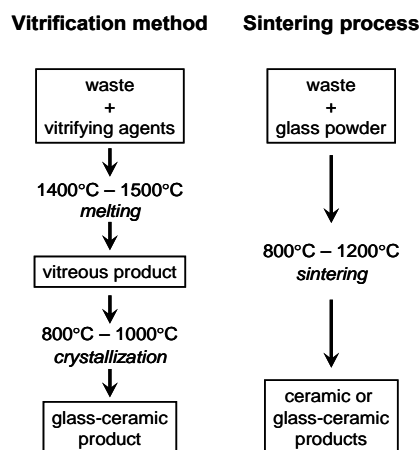 Vitrification method
waste
+
vitrifying agents
1400°C – 1500°C
melting
vitreous product
800°C – 1000°C
crystallization
glass-ceramic
product
Sintering process
waste
+
glass powder
800°C – 1200°C
sintering
ceramic or
glass-ceramic
products